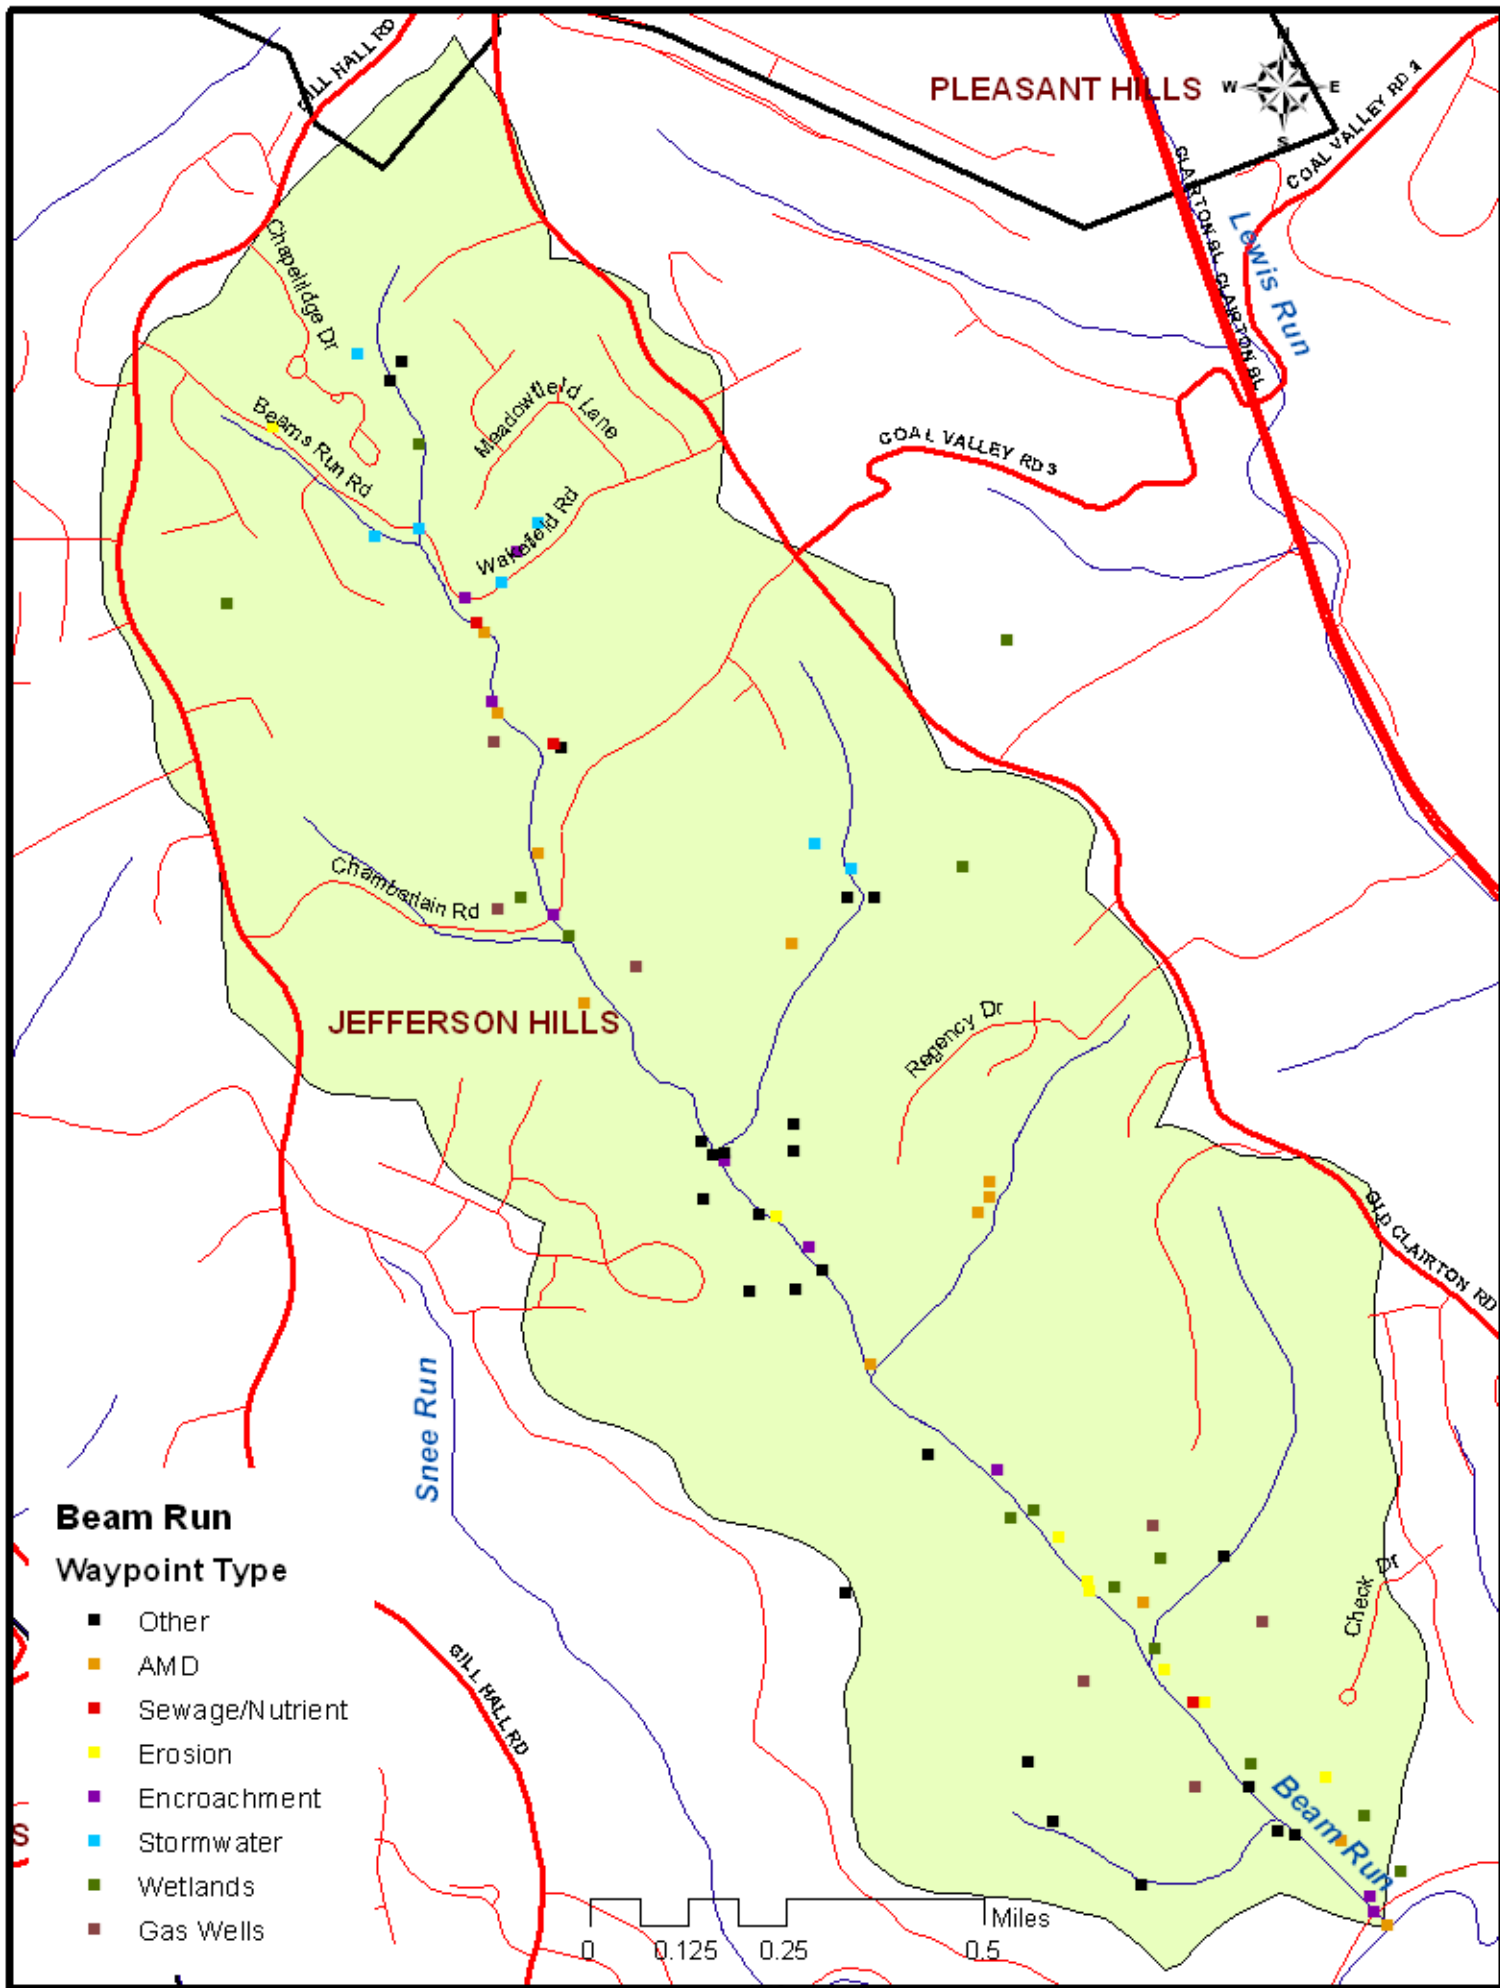 GILL HALL RD
PLEASANT HILLS
N
W E
S
COAL VALLEY RD 3
CLAIRTON BL
CLAIRTON BL
Lewis Run
Chapelridge Dr
Meadowfield Lane
Beams Run Rd
COAL VALLEY RD 3
Wakefield Rd
Chamberlain Rd
JEFFERSON HILLS
Regency Dr
OLD CLAIRTON RD
Snee Run
Check Dr
GILL HALL RD
Beam Run
S
Beam Run
Waypoint Type
Other
AMD
Sewage/Nutrient
Erosion
Encroachment
Stormwater
Wetlands
Gas Wells
Miles
0 0.125 0.25 0.5